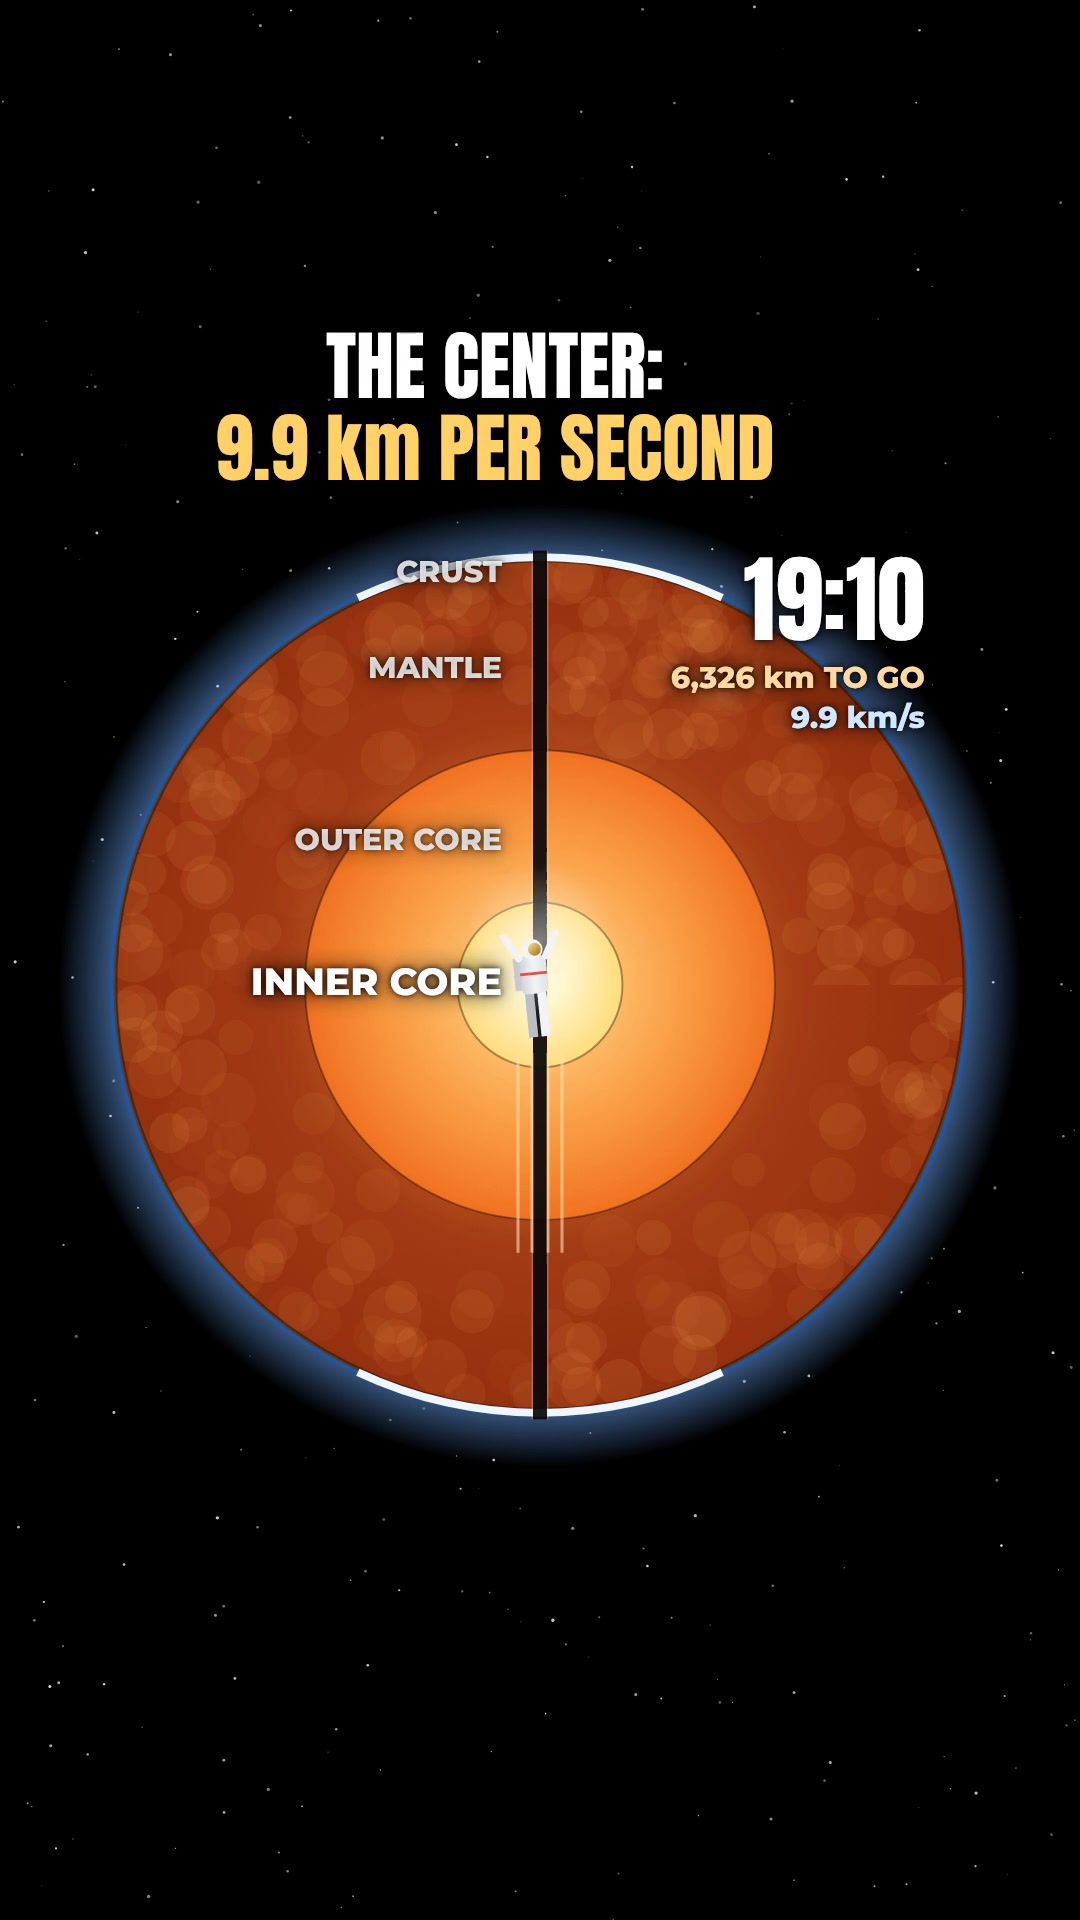 THE CENTER:
9.9 km PER SECOND
CRUST
19:10
MANTLE
6,326 km TO GO
9.9 km/s
OUTER CORE
INNER CORE